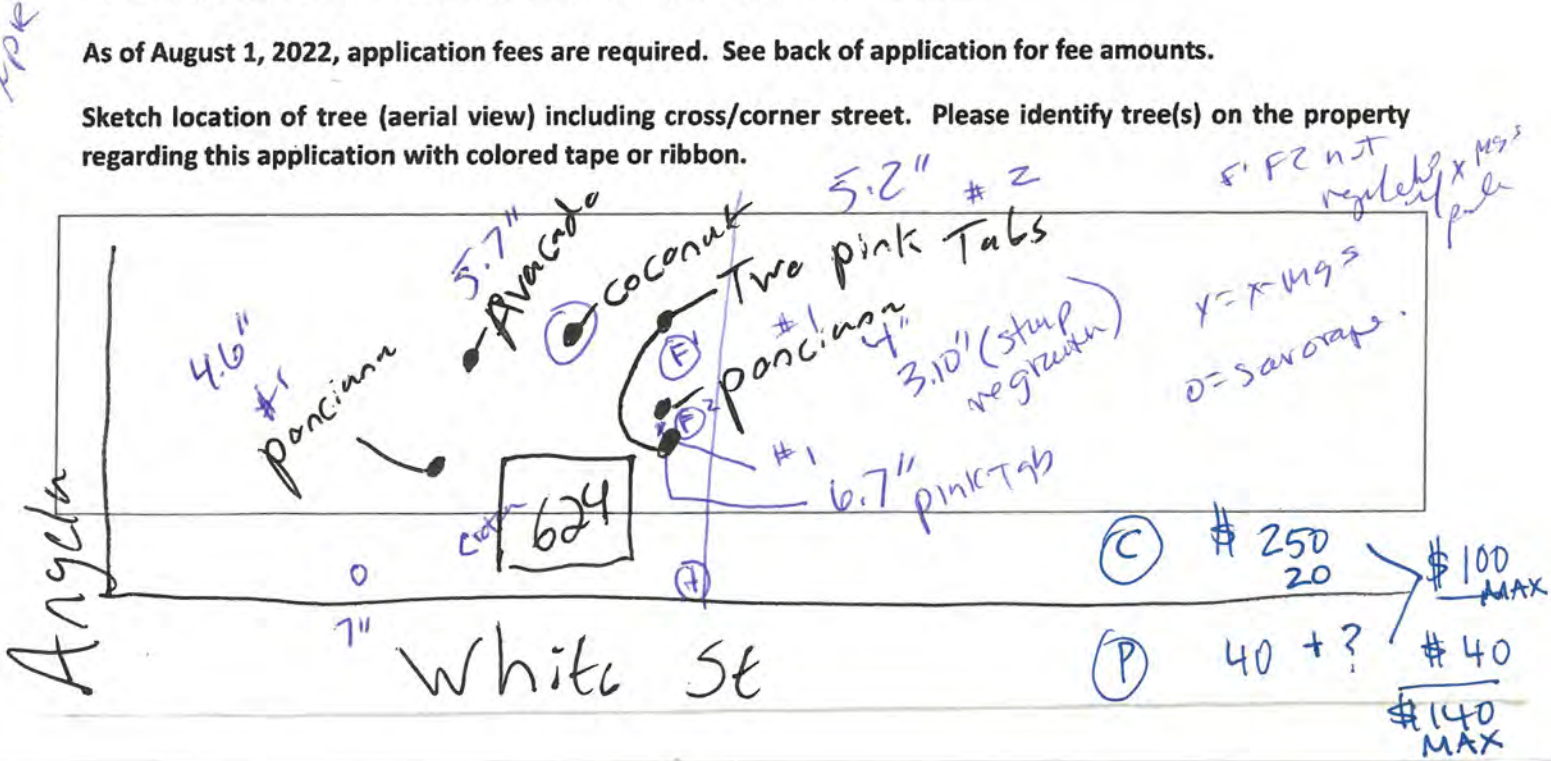 As of August 1, 2022, application fees are required. See back of application for fee amounts.
Sketch location of tree (aerial view) including cross/corner street. Please identify tree(s) on the property
regarding this application with colored tape or ribbon.
5.2" # 2
F2 not
5.7"
Avacado
coconut
Two pink Tabs
4.6"
#1
poncianna
F1
#1
poncianna
4"
3.10" (stump
regrowth)
F2
#1
6.7" pink Tab
624
Angela
0
7"
White St
C $ 250
20
$ 100
MAX
P 40 + ?
$ 40
$ 140
MAX